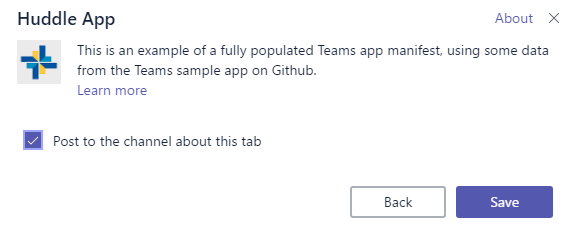 Huddle App
About
This is an example of a fully populated Teams app manifest, using some data
from the Teams sample app on Github.
Learn more
Post to the channel about this tab
Back
Save